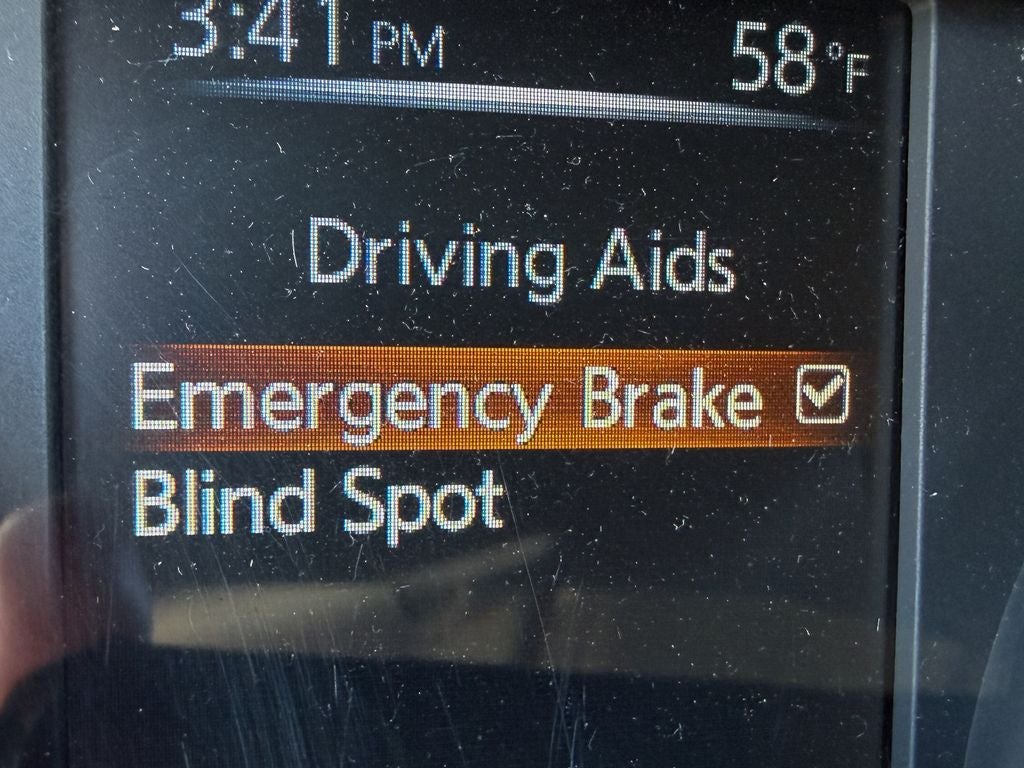 3:41 PM 58°F
Driving Aids
Emergency Brake
Blind Spot